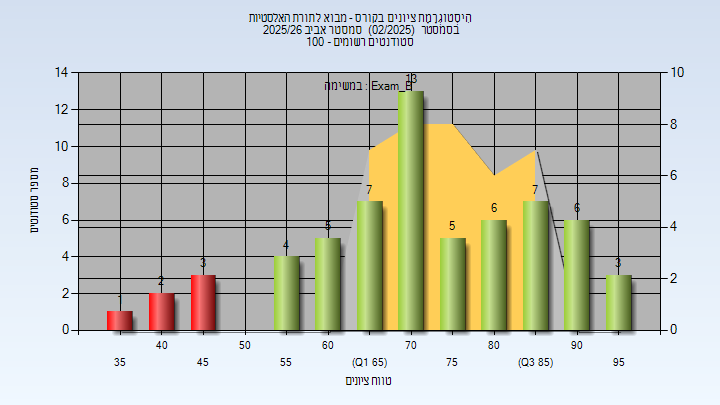 היסטוגרמת ציונים בקורס - מבוא לתורת האלסטיות
בסמסטר (02/2025) סמסטר אביב 2025/26
סטודנטים רשומים - 100
במשימה : Exam_B
14 12 10 8 6 4 2 0
מספר סטודנטים
10 8 6 4 2 0
1 2 3 4 5 7 13 5 6 7 6 3
40 50 60 70 80 90
35 45 55 (Q1 65) 75 (Q3 85) 95
טווח ציונים